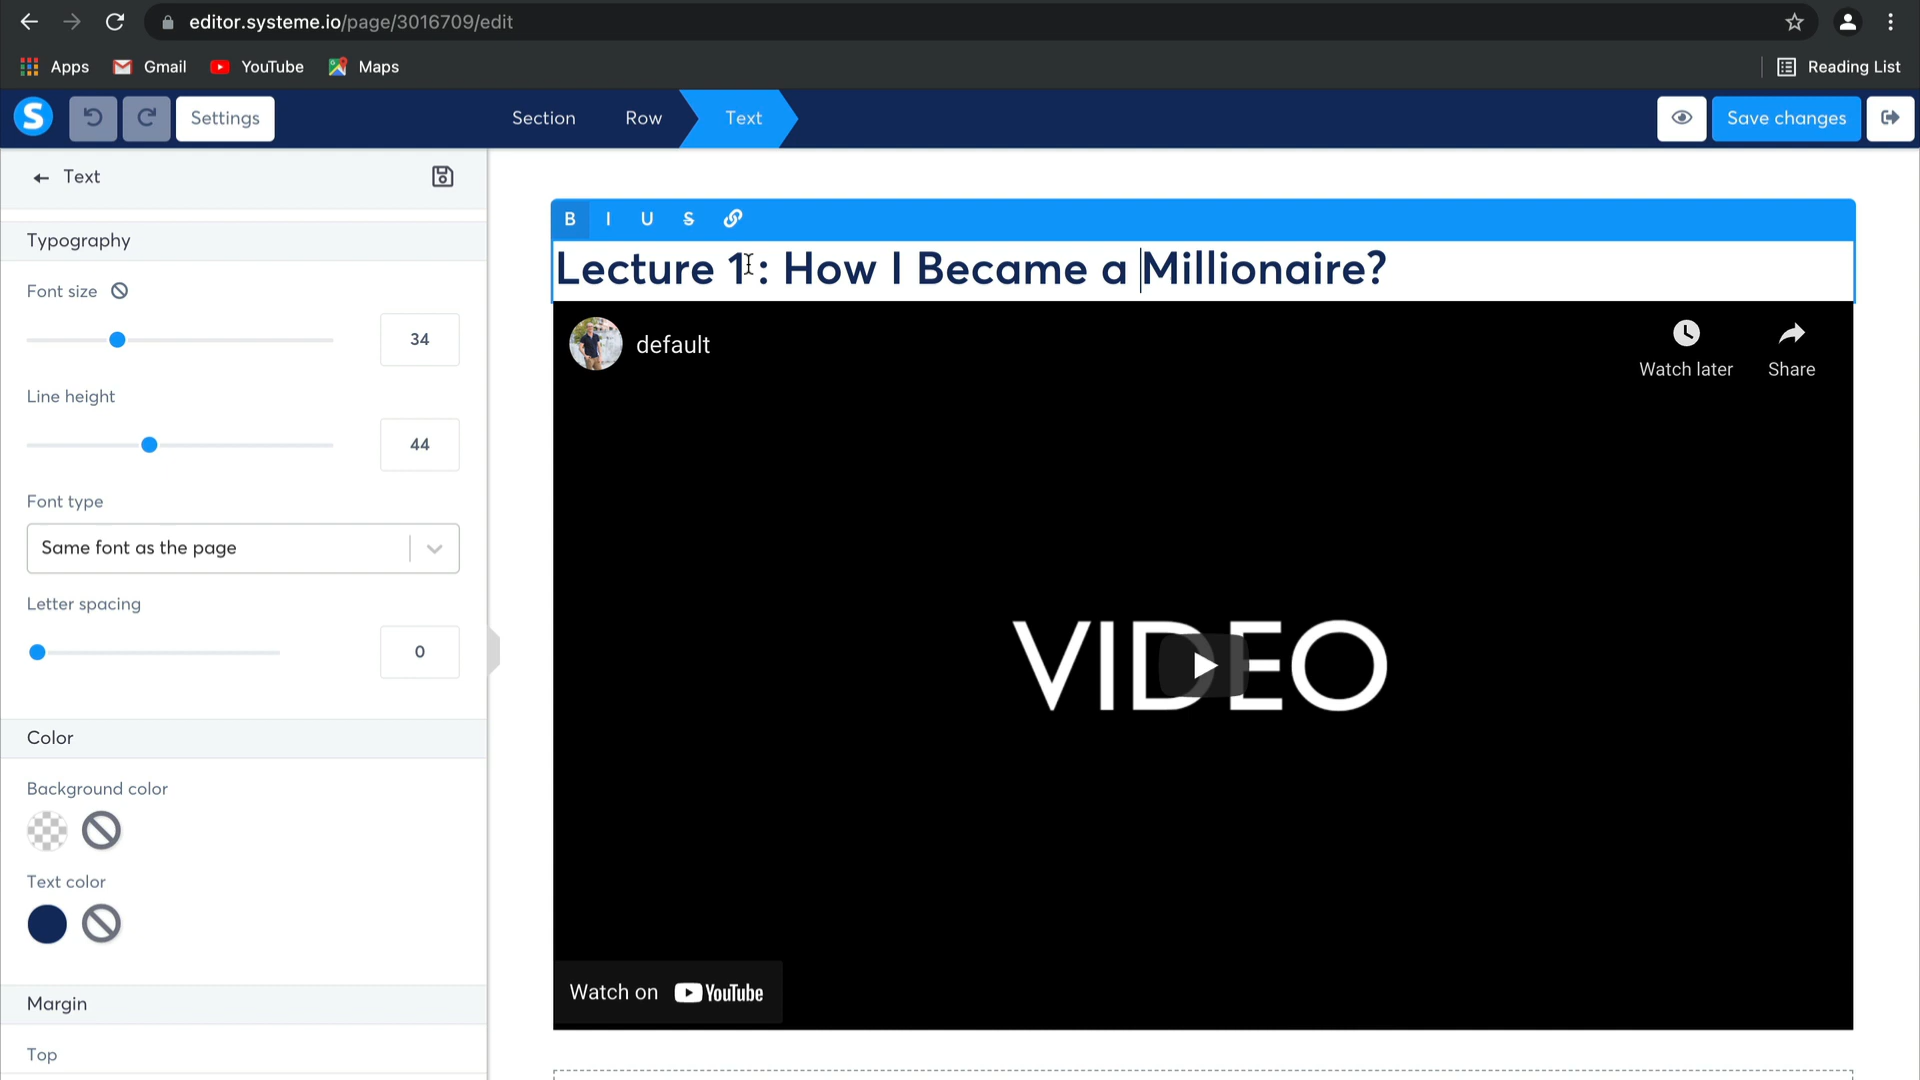 editor.systeme.io/page/3016709/edit
Apps Gmail YouTube Maps Reading List
S Settings Section Row Text Save changes
Text
Typography
Font size
34
Line height
44
Font type
Same font as the page
Letter spacing
0
Color
Background color
Text color
Margin
Top
B I U S
Lecture 1: How I Became a Millionaire?
default
Watch later Share
VIDEO
Watch on YouTube